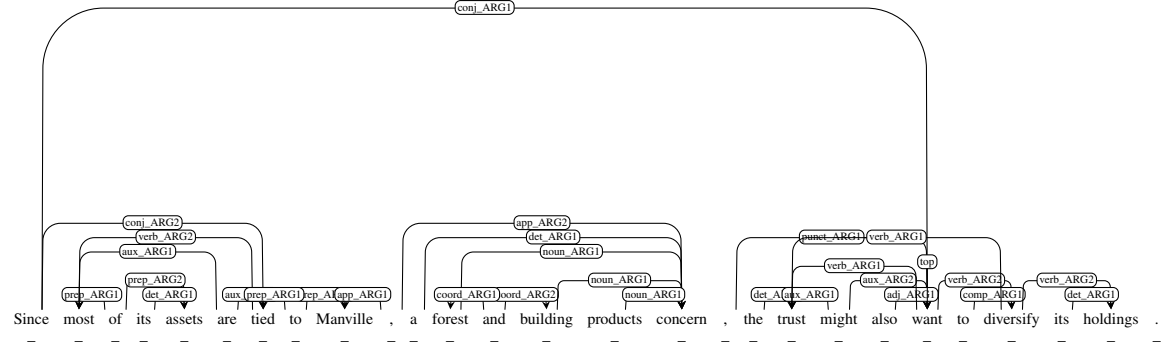 conj_ARG1
conj_ARG2 app_ARG2
verb_ARG2 det_ARG1 punct_ARG1 verb_ARG1
aux_ARG1 noun_ARG1
top
verb_ARG1
prep_ARG2 noun_ARG1 aux_ARG2 verb_ARG2 verb_ARG2
prep_ARG1 det_ARG1 prep_ARG1 app_ARG1 coord_ARG1 noun_ARG1 aux_ARG1 adj_ARG1 comp_ARG1 det_ARG1
Since most of its assets are tied to Manville , a forest and building products concern , the trust might also want to diversify its holdings .
_ _ _ _ _ _ _ _ _ _ _ _ _ _ _ _ _ _ _ _ _ _ _ _ _ _ _